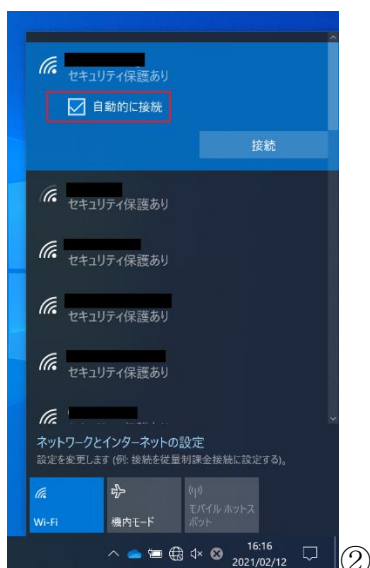 セキュリティ保護あり
自動的に接続
接続
セキュリティ保護あり
セキュリティ保護あり
セキュリティ保護あり
セキュリティ保護あり
ネットワークとインターネットの設定
設定を変更します (例: 接続を従量制課金接続に設定する)。
Wi-Fi
機内モード
モバイル ホットス
ポット
16:16
2021/02/12
②